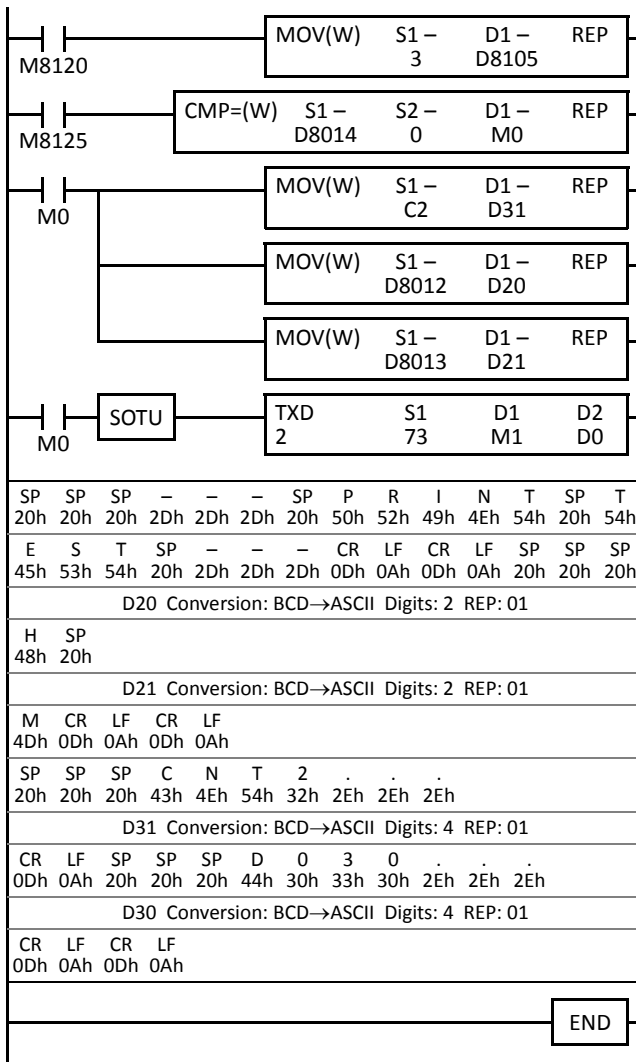 MOV(W) S1 – D1 – REP
M8120 3 D8105
CMP=(W) S1 – S2 – D1 – REP
M8125 D8014 0 M0
MOV(W) S1 – D1 – REP
M0 C2 D31
MOV(W) S1 – D1 – REP
D8012 D20
MOV(W) S1 – D1 – REP
D8013 D21
SOTU TXD S1 D1 D2
M0 2 73 M1 D0
SP SP SP – – – SP P R I N T SP T
20h 20h 20h 2Dh 2Dh 2Dh 20h 50h 52h 49h 4Eh 54h 20h 54h
E S T SP – – – CR LF CR LF SP SP SP
45h 53h 54h 20h 2Dh 2Dh 2Dh 0Dh 0Ah 0Dh 0Ah 20h 20h 20h
D20 Conversion: BCD→ASCII Digits: 2 REP: 01
H SP
48h 20h
D21 Conversion: BCD→ASCII Digits: 2 REP: 01
M CR LF CR LF
4Dh 0Dh 0Ah 0Dh 0Ah
SP SP SP C N T 2 . . .
20h 20h 20h 43h 4Eh 54h 32h 2Eh 2Eh 2Eh
D31 Conversion: BCD→ASCII Digits: 4 REP: 01
CR LF SP SP SP D 0 3 0 . . .
0Dh 0Ah 20h 20h 20h 44h 30h 33h 30h 2Eh 2Eh 2Eh
D30 Conversion: BCD→ASCII Digits: 4 REP: 01
CR LF CR LF
0Dh 0Ah 0Dh 0Ah
END